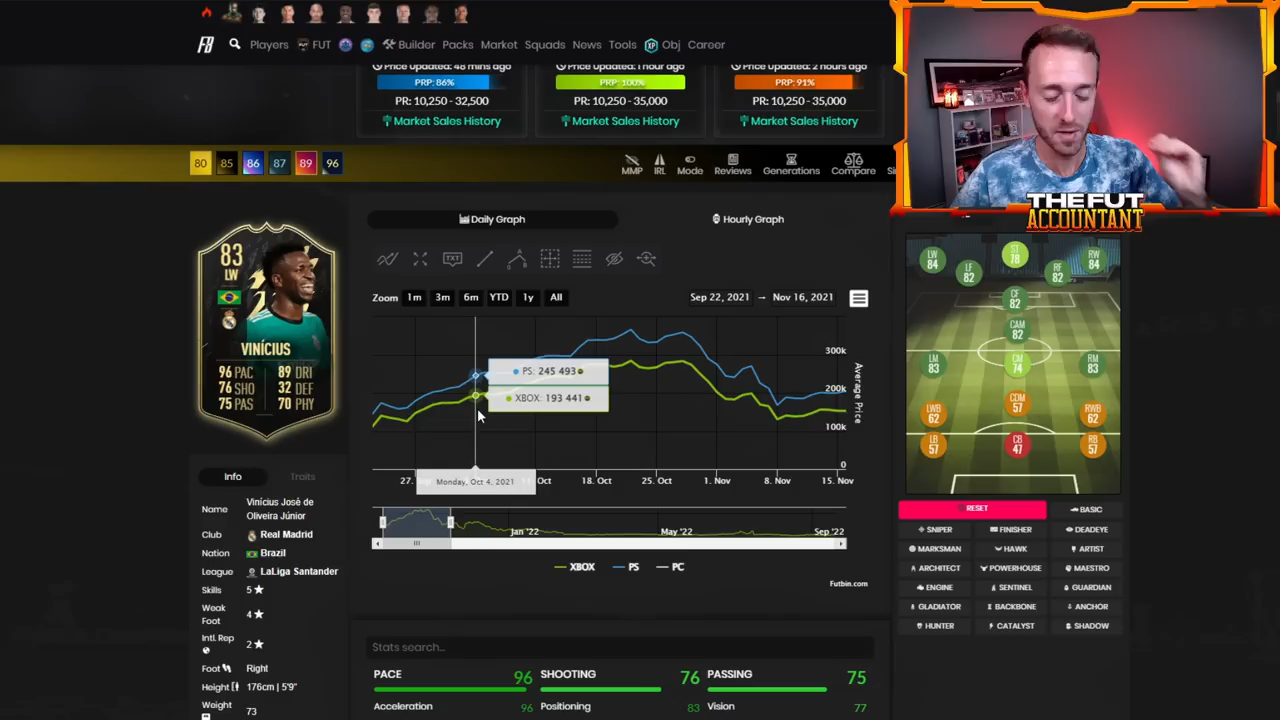 F8 Players FUT Builder Packs Market Squads News Tools XP Obj Career
Price Updated: 48 mins ago Price Updated: 1 hour ago Price Updated: 2 hours ago
PRP: 86% PRP: 100% PRP: 91%
PR: 10,250 - 32,500 PR: 10,250 - 35,000 PR: 10,250 - 35,000
Market Sales History Market Sales History Market Sales History
80 85 86 87 89 96
MMP IRL Mode Reviews Generations Compare
THE FUT
ACCOUNTANT
Daily Graph Hourly Graph
83
LW
VINÍCIUS
96 PAC 89 DRI
76 SHO 32 DEF
75 PAS 70 PHY
TXT
Zoom 1m 3m 6m YTD 1y All Sep 22, 2021 → Nov 16, 2021
300k
200k
100k
0
Average Price
PS: 245 493
XBOX: 193 441
Monday, Oct 4, 2021
27. 11 Oct 18. Oct 25. Oct 1. Nov 8. Nov 15. Nov
Jan '22 May '22 Sep '22
XBOX PS PC
Futbin.com
Info Traits
Name Vinícius José de
Oliveira Júnior
Club Real Madrid
Nation Brazil
League LaLiga Santander
Skills 5
Weak
Foot 4
Intl. Rep 2
Foot Right
Height 176cm | 5'9"
Weight 73
Stats search...
PACE 96 SHOOTING 76 PASSING 75
Acceleration 96 Positioning 83 Vision 77
LW 84 ST 78 RW 84
LF 82 RF 82
CF 82
CAM 82
LM 83 CM 74 RM 83
LWB 62 CDM 57 RWB 62
LB 57 CB 47 RB 57
RESET BASIC
SNIPER FINISHER DEADEYE
MARKSMAN HAWK ARTIST
ARCHITECT POWERHOUSE MAESTRO
ENGINE SENTINEL GUARDIAN
GLADIATOR BACKBONE ANCHOR
HUNTER CATALYST SHADOW